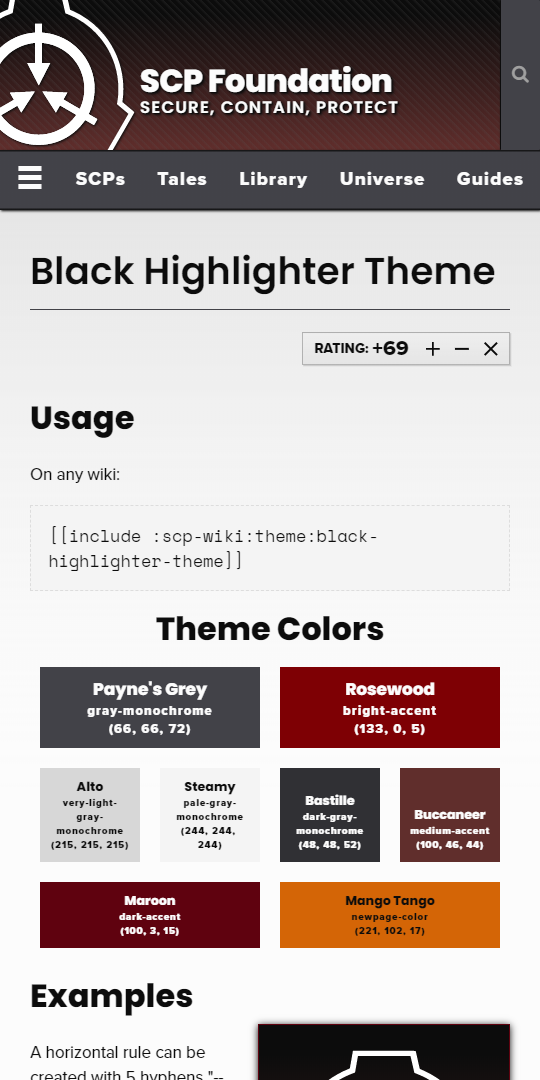 SCP Foundation
SECURE, CONTAIN, PROTECT
SCPs Tales Library Universe Guides
Black Highlighter Theme
RATING: +69
Usage
On any wiki:
[[include :scp-wiki:theme:black-
highlighter-theme]]
Theme Colors
Payne's Grey
gray-monochrome
(66, 66, 72)
Rosewood
bright-accent
(133, 0, 5)
Alto
very-light-
gray-
monochrome
(215, 215, 215)
Steamy
pale-gray-
monochrome
(244, 244,
244)
Bastille
dark-gray-
monochrome
(48, 48, 52)
Buccaneer
medium-accent
(100, 46, 44)
Maroon
dark-accent
(100, 3, 15)
Mango Tango
newpage-color
(221, 102, 17)
Examples
A horizontal rule can be
created with 5 hyphens "--